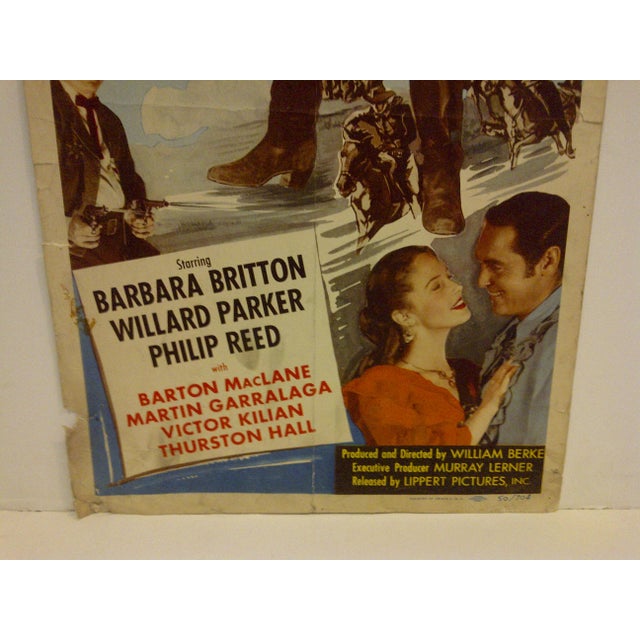 Starring
BARBARA BRITTON
WILLARD PARKER
PHILIP REED
with
BARTON MacLANE
MARTIN GARRALAGA
VICTOR KILIAN
THURSTON HALL
Produced and Directed by WILLIAM BERKE
Executive Producer MURRAY LERNER
Released by LIPPERT PICTURES, INC.
50/704